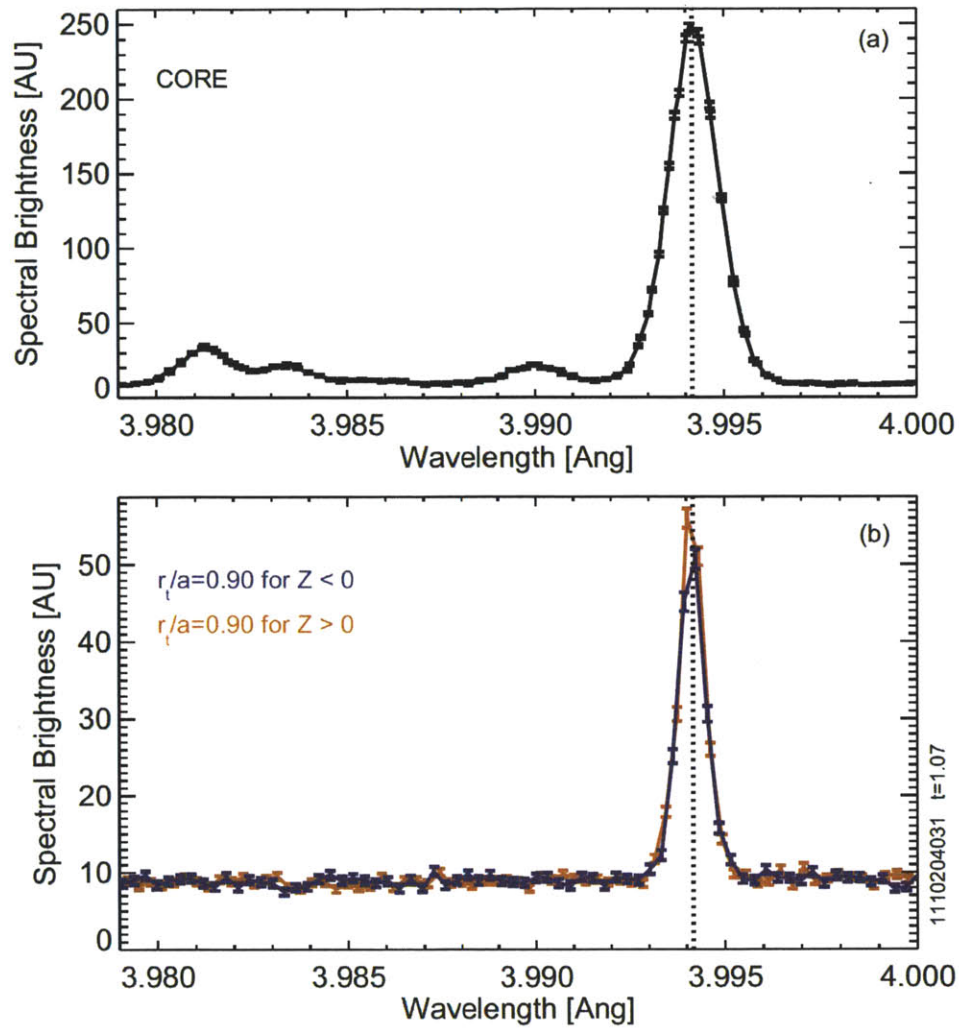 250
200
150
100
50
0
Spectral Brightness [AU]
CORE
(a)
3.980 3.985 3.990 3.995 4.000
Wavelength [Ang]
50
40
30
20
10
0
Spectral Brightness [AU]
(b)
r_t/a=0.90 for Z < 0
r_t/a=0.90 for Z > 0
1110204031 t=1.07
3.980 3.985 3.990 3.995 4.000
Wavelength [Ang]